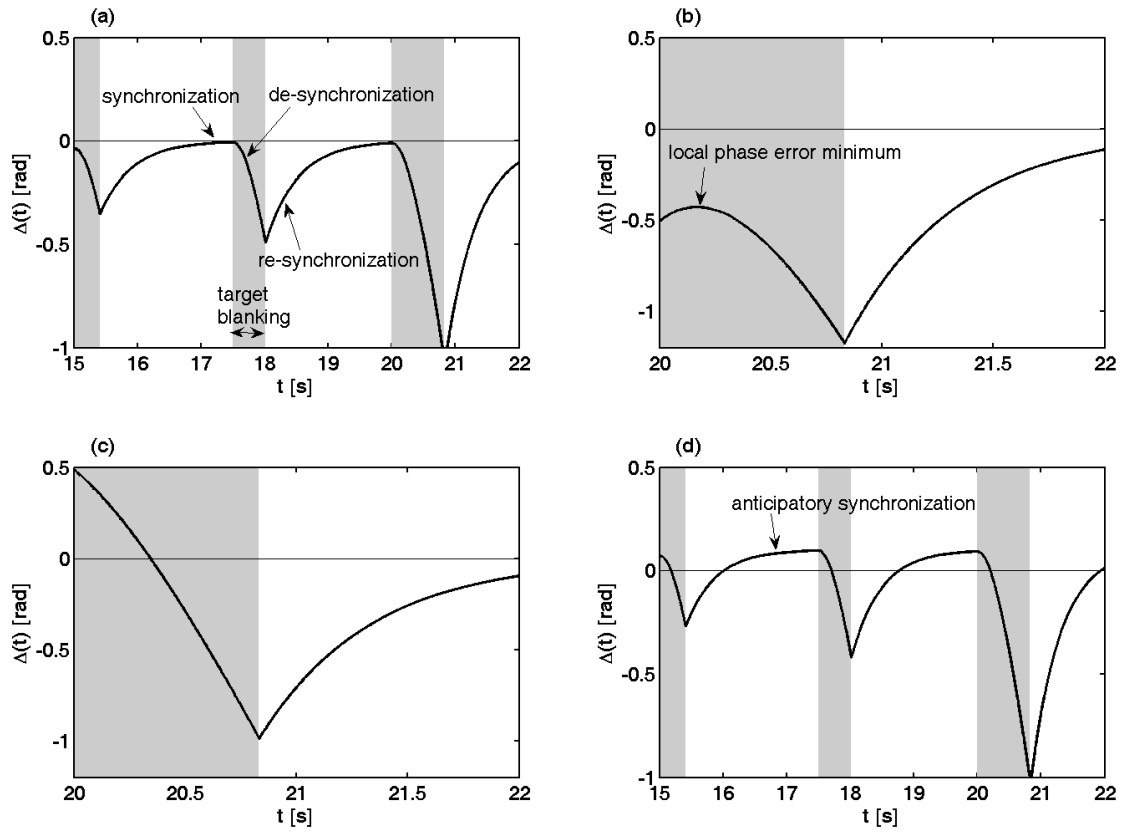 (a)
0.5
0
-0.5
-1
Δ(t) [rad]
synchronization
de-synchronization
re-synchronization
target
blanking
15 16 17 18 19 20 21 22
t [s]
(b)
0.5
0
-0.5
-1
Δ(t) [rad]
local phase error minimum
20 20.5 21 21.5 22
t [s]
(c)
0.5
0
-0.5
-1
Δ(t) [rad]
20 20.5 21 21.5 22
t [s]
(d)
0.5
0
-0.5
-1
Δ(t) [rad]
anticipatory synchronization
15 16 17 18 19 20 21 22
t [s]